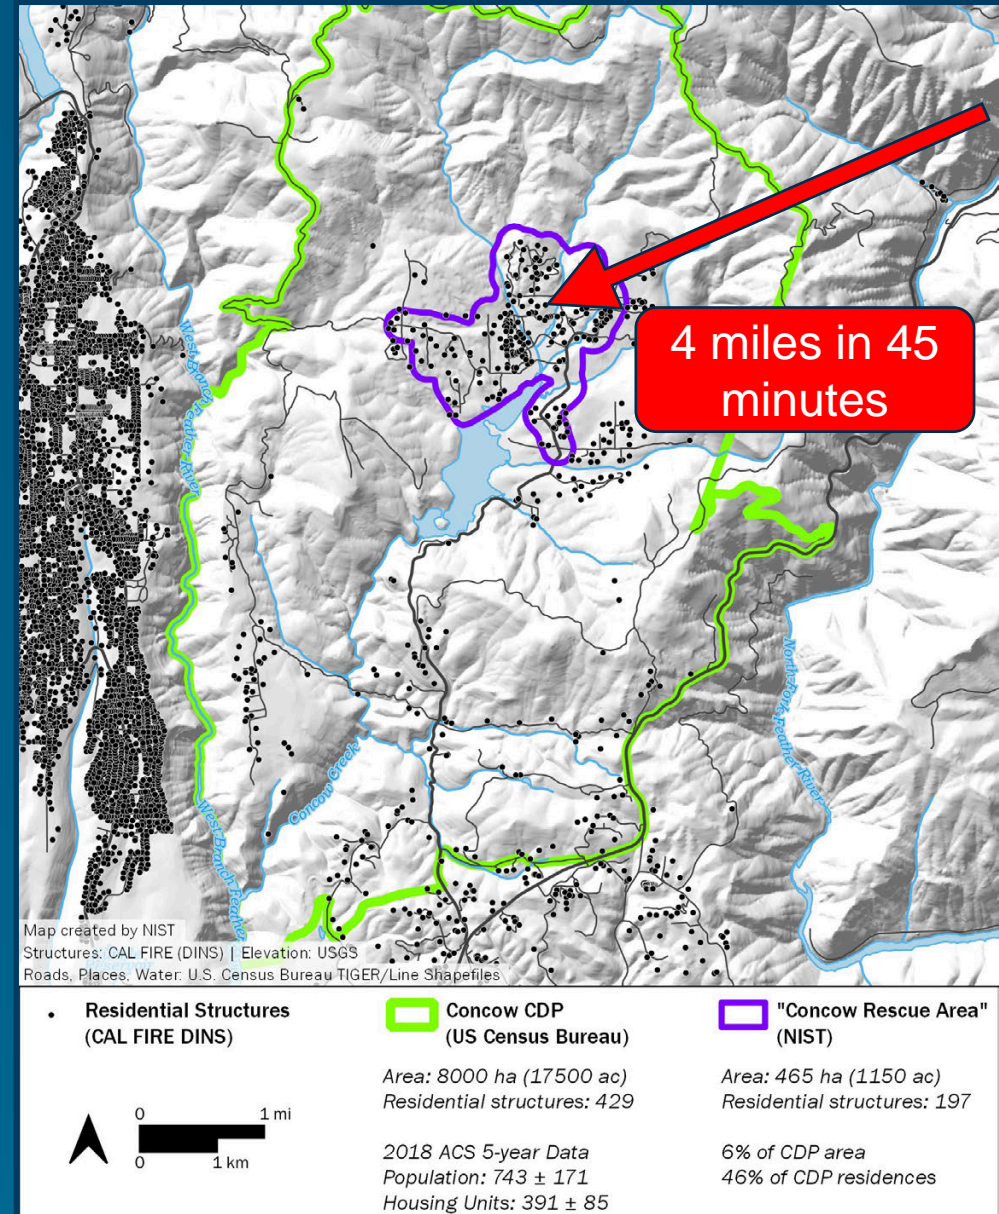 4 miles in 45
minutes
West Branch
Feather River
North Fork
Feather River
Concow Creek
West Branch Feather
Map created by NIST
Structures: CAL FIRE (DINS) | Elevation: USGS
Roads, Places, Water: U.S. Census Bureau TIGER/Line Shapefiles
Residential Structures
(CAL FIRE DINS)
0 1 mi
0 1 km
Concow CDP
(US Census Bureau)
Area: 8000 ha (17500 ac)
Residential structures: 429
2018 ACS 5-year Data
Population: 743 ± 171
Housing Units: 391 ± 85
"Concow Rescue Area"
(NIST)
Area: 465 ha (1150 ac)
Residential structures: 197
6% of CDP area
46% of CDP residences